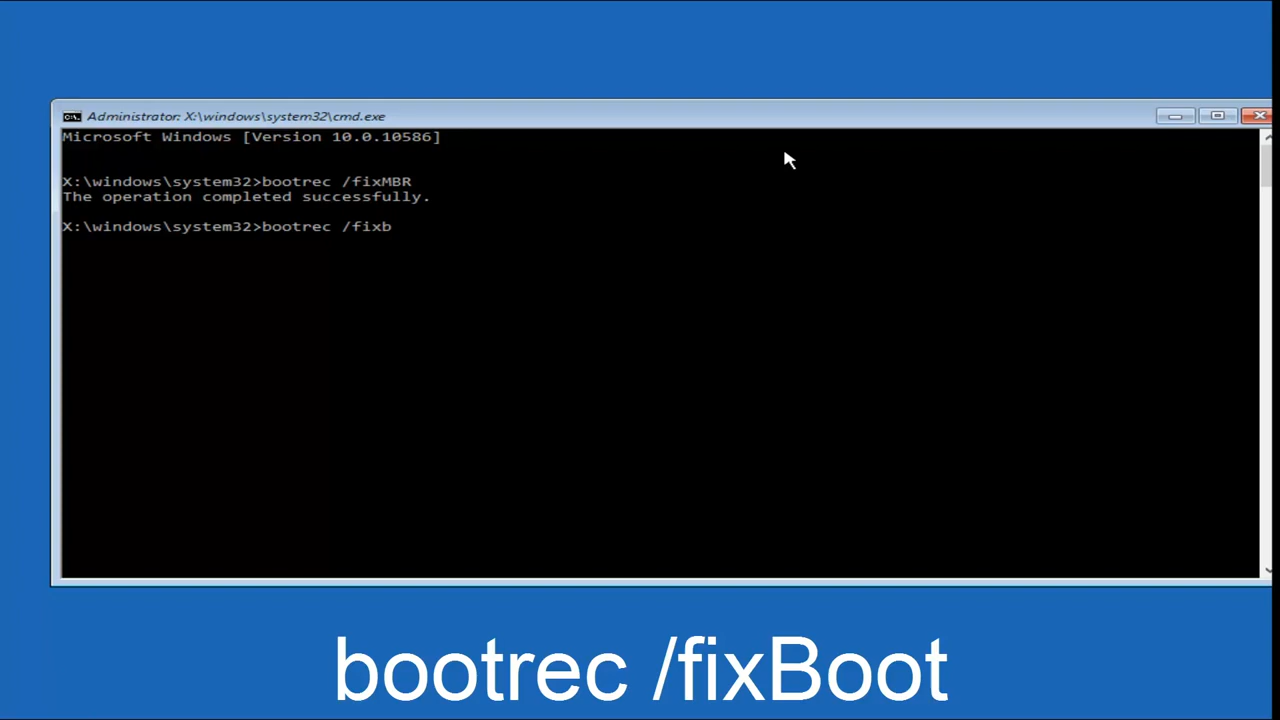 Administrator: X:\windows\system32\cmd.exe
Microsoft Windows [Version 10.0.10586]
X:\windows\system32>bootrec /fixMBR
The operation completed successfully.
X:\windows\system32>bootrec /fixb
bootrec /fixBoot